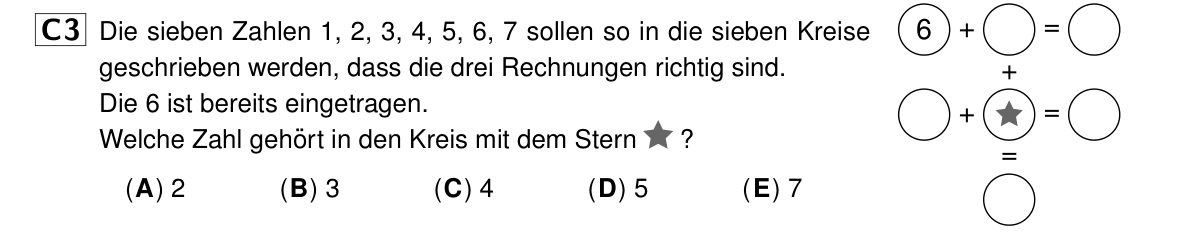 C3 Die sieben Zahlen 1, 2, 3, 4, 5, 6, 7 sollen so in die sieben Kreise
geschrieben werden, dass die drei Rechnungen richtig sind.
Die 6 ist bereits eingetragen.
Welche Zahl gehört in den Kreis mit dem Stern ★ ?
(A) 2 (B) 3 (C) 4 (D) 5 (E) 7
6 + =
+
+ ★ =
=